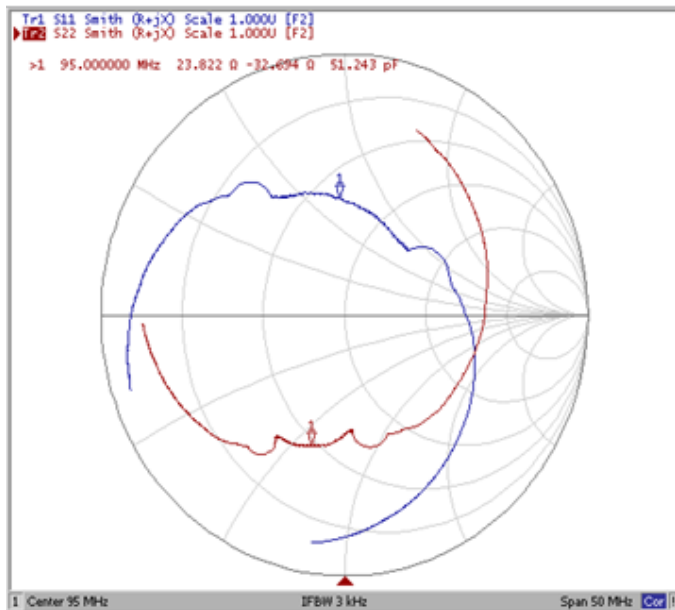 Tr1 S11 Smith (R+jX) Scale 1.000U [F2]
Tr2 S22 Smith (R+jX) Scale 1.000U [F2]
>1 95.000000 MHz 23.822 Ω -32.694 Ω 51.243 pF
1
1
1 Center 95 MHz IFBW 3 kHz Span 50 MHz Cor